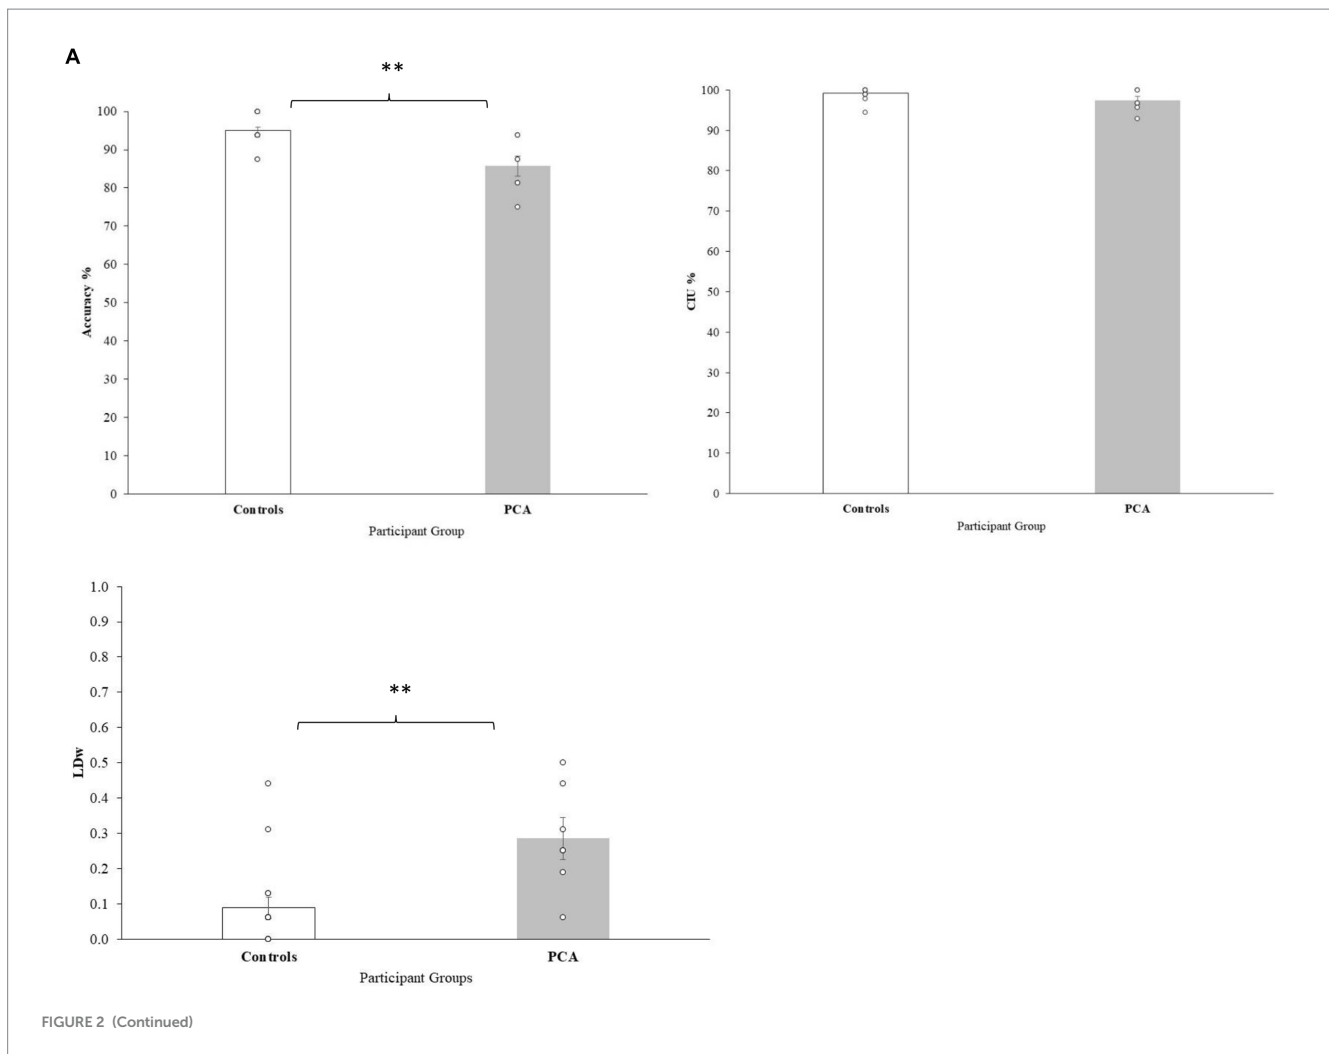 A
**
100
90
80
70
60
50
40
30
20
10
0
Accuracy %
Controls
PCA
Participant Group
100
90
80
70
60
50
40
30
20
10
0
CIU %
Controls
PCA
Participant Group
**
1.0
0.9
0.8
0.7
0.6
0.5
0.4
0.3
0.2
0.1
0.0
LDw
Controls
PCA
Participant Groups
FIGURE 2 (Continued)